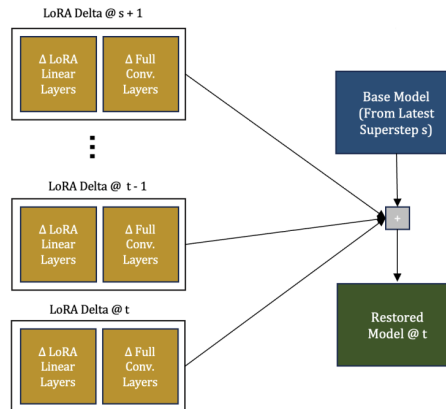 LoRA Delta @ s + 1
Δ LoRA
Linear
Layers
Δ Full
Conv.
Layers
LoRA Delta @ t - 1
Δ LoRA
Linear
Layers
Δ Full
Conv.
Layers
LoRA Delta @ t
Δ LoRA
Linear
Layers
Δ Full
Conv.
Layers
Base Model
(From Latest
Superstep s)
+
Restored
Model @ t